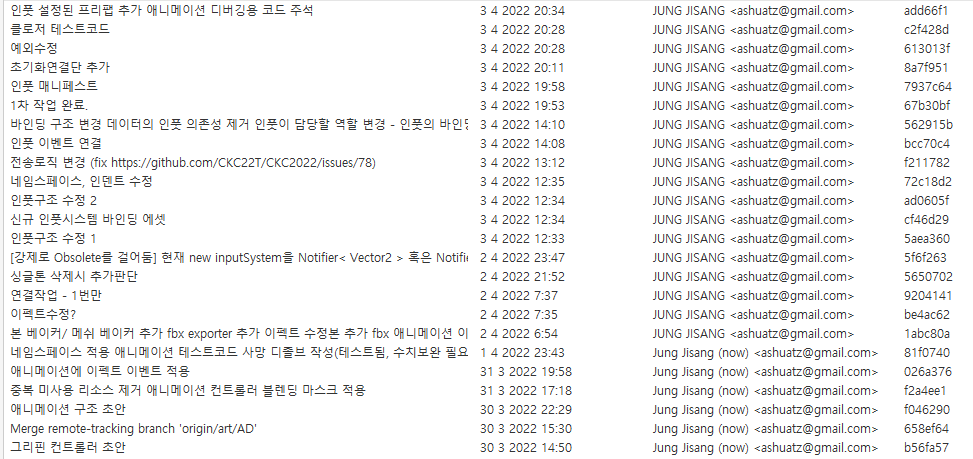 인풋 설정된 프리팹 추가 애니메이션 디버깅용 코드 주석 3 4 2022 20:34 JUNG JISANG <ashuatz@gmail.com> add66f1
클로저 테스트코드 3 4 2022 20:28 JUNG JISANG <ashuatz@gmail.com> c2f428d
예외수정 3 4 2022 20:28 JUNG JISANG <ashuatz@gmail.com> 613013f
초기화연결단 추가 3 4 2022 20:11 JUNG JISANG <ashuatz@gmail.com> 8a7f951
인풋 매니페스트 3 4 2022 19:58 JUNG JISANG <ashuatz@gmail.com> 7937c64
1차 작업 완료. 3 4 2022 19:53 JUNG JISANG <ashuatz@gmail.com> 67b30bf
바인딩 구조 변경 데이터의 인풋 의존성 제거 인풋이 담당할 역할 변경 - 인풋의 바인딩 3 4 2022 14:10 JUNG JISANG <ashuatz@gmail.com> 562915b
인풋 이벤트 연결 3 4 2022 14:08 JUNG JISANG <ashuatz@gmail.com> bcc70c4
전송로직 변경 (fix https://github.com/CKC22T/CKC2022/issues/78) 3 4 2022 13:12 JUNG JISANG <ashuatz@gmail.com> f211782
네임스페이스, 인덴트 수정 3 4 2022 12:35 JUNG JISANG <ashuatz@gmail.com> 72c18d2
인풋구조 수정 2 3 4 2022 12:34 JUNG JISANG <ashuatz@gmail.com> ad0605f
신규 인풋시스템 바인딩 에셋 3 4 2022 12:34 JUNG JISANG <ashuatz@gmail.com> cf46d29
인풋구조 수정 1 3 4 2022 12:33 JUNG JISANG <ashuatz@gmail.com> 5aea360
[강제로 Obsolete를 걸어둠] 현재 new inputSystem을 Notifier< Vector2 > 혹은 Notifie 2 4 2022 23:47 JUNG JISANG <ashuatz@gmail.com> 5f6f263
싱글톤 삭제시 추가판단 2 4 2022 21:52 JUNG JISANG <ashuatz@gmail.com> 5650702
연결작업 - 1번만 2 4 2022 7:37 JUNG JISANG <ashuatz@gmail.com> 9204141
이펙트수정? 2 4 2022 7:35 JUNG JISANG <ashuatz@gmail.com> be4ac62
본 베이커/ 메쉬 베이커 추가 fbx exporter 추가 이펙트 수정본 추가 fbx 애니메이션 이 2 4 2022 6:54 JUNG JISANG <ashuatz@gmail.com> 1abc80a
네임스페이스 적용 애니메이션 테스트코드 사망 디졸브 작성(테스트됨, 수치보완 필요 1 4 2022 23:43 Jung Jisang (now) <ashuatz@gmail.com> 81f0740
애니메이션에 이펙트 이벤트 적용 31 3 2022 19:58 Jung Jisang (now) <ashuatz@gmail.com> 026a376
중복 미사용 리소스 제거 애니메이션 컨트롤러 블렌딩 마스크 적용 31 3 2022 17:18 Jung Jisang (now) <ashuatz@gmail.com> f2a4ee1
애니메이션 구조 초안 30 3 2022 22:29 Jung Jisang (now) <ashuatz@gmail.com> f046290
Merge remote-tracking branch 'origin/art/AD' 30 3 2022 15:30 Jung Jisang (now) <ashuatz@gmail.com> 658ef64
그리핀 컨트롤러 초안 30 3 2022 14:50 Jung Jisang (now) <ashuatz@gmail.com> b56fa57